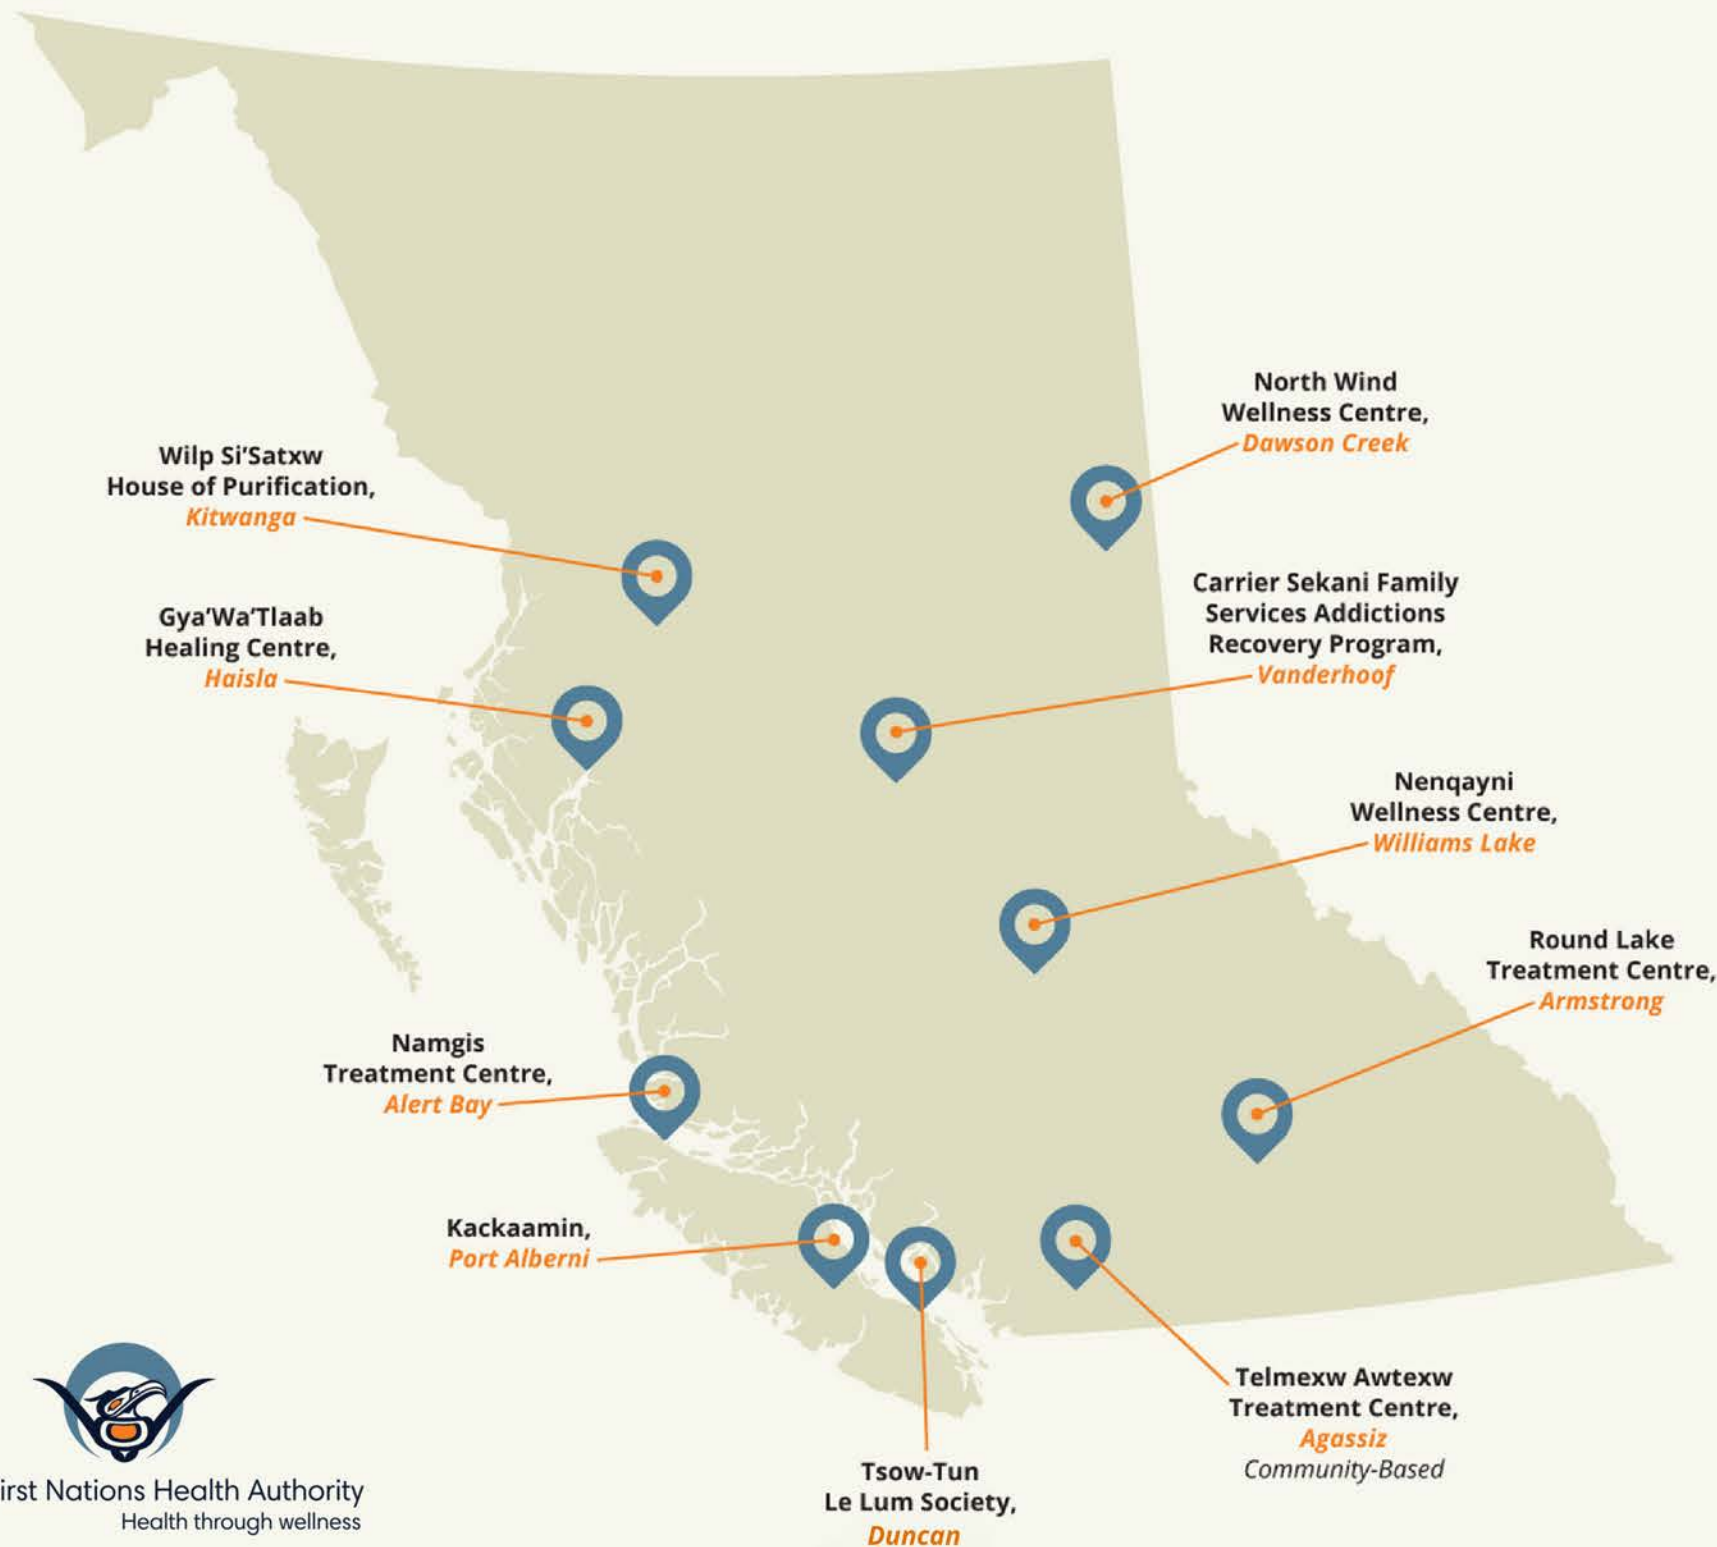 North Wind
Wellness Centre,
Dawson Creek
Wilp Si'Satxw
House of Purification,
Kitwanga
Carrier Sekani Family
Services Addictions
Recovery Program,
Vanderhoof
Gya'Wa'Tlaab
Healing Centre,
Haisla
Nenqayni
Wellness Centre,
Williams Lake
Round Lake
Treatment Centre,
Armstrong
Namgis
Treatment Centre,
Alert Bay
Kackaamin,
Port Alberni
Telmexw Awtexw
Treatment Centre,
Agassiz
Community-Based
Tsow-Tun
Le Lum Society,
Duncan
irst Nations Health Authority
Health through wellness